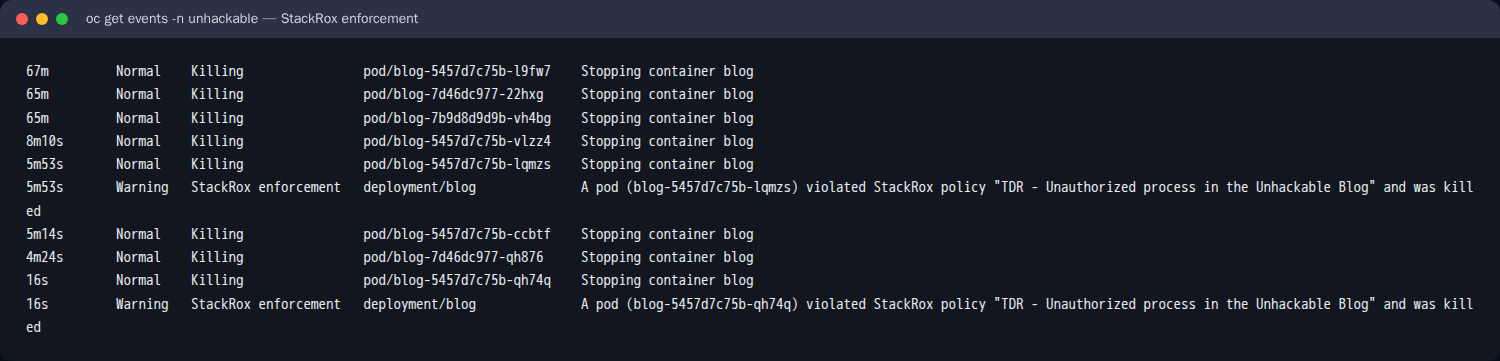 oc get events -n unhackable — StackRox enforcement
67m Normal Killing pod/blog-5457d7c75b-l9fw7 Stopping container blog
65m Normal Killing pod/blog-7d46dc977-22hxg Stopping container blog
65m Normal Killing pod/blog-7b9d8d9d9b-vh4bg Stopping container blog
8m10s Normal Killing pod/blog-5457d7c75b-vlzz4 Stopping container blog
5m53s Normal Killing pod/blog-5457d7c75b-lqmzs Stopping container blog
5m53s Warning StackRox enforcement deployment/blog A pod (blog-5457d7c75b-lqmzs) violated StackRox policy "TDR - Unauthorized process in the Unhackable Blog" and was kill
ed
5m14s Normal Killing pod/blog-5457d7c75b-ccbtf Stopping container blog
4m24s Normal Killing pod/blog-7d46dc977-qh876 Stopping container blog
16s Normal Killing pod/blog-5457d7c75b-qh74q Stopping container blog
16s Warning StackRox enforcement deployment/blog A pod (blog-5457d7c75b-qh74q) violated StackRox policy "TDR - Unauthorized process in the Unhackable Blog" and was kill
ed